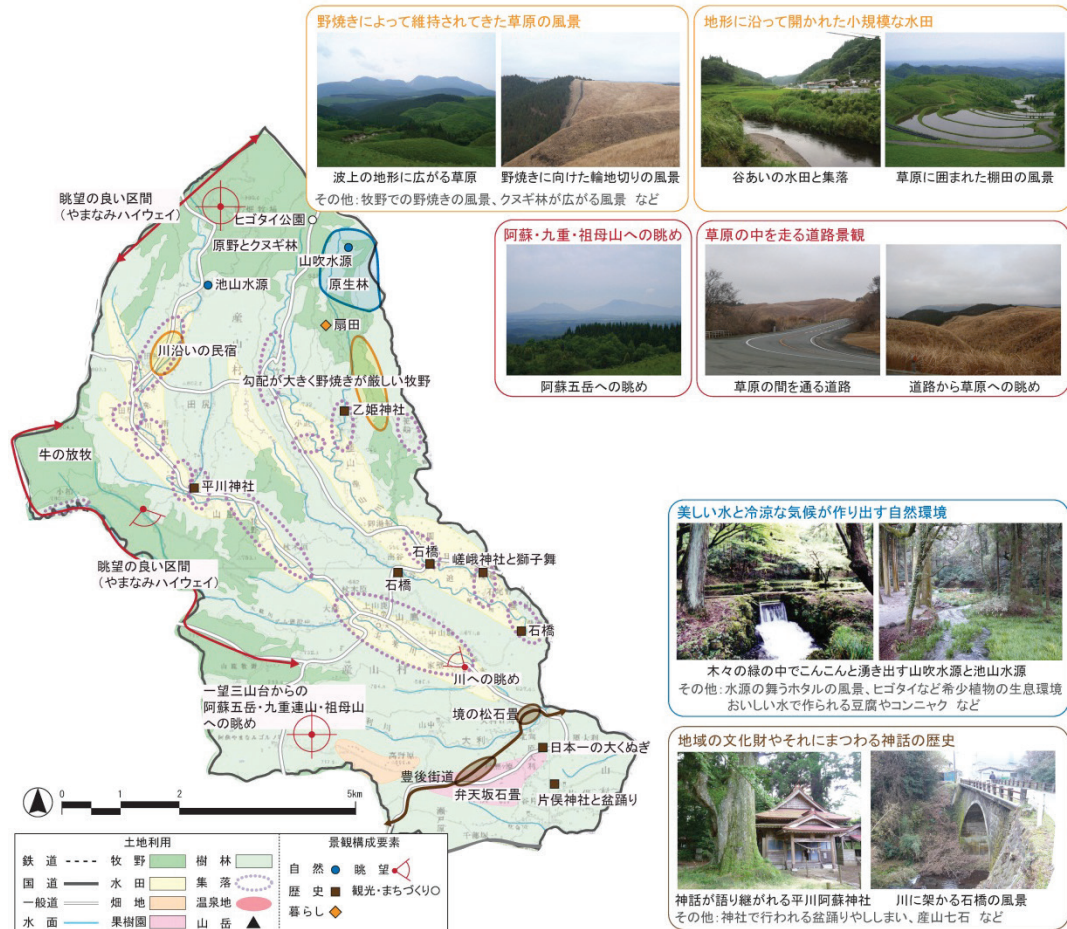 野焼きによって維持されてきた草原の風景
波上の地形に広がる草原
野焼きに向けた輪地切りの風景
その他：牧野での野焼きの風景、クヌギ林が広がる風景 など
地形に沿って開かれた小規模な水田
谷あいの水田と集落
草原に囲まれた棚田の風景
阿蘇・九重・祖母山への眺め
阿蘇五岳への眺め
草原の中を走る道路景観
草原の間を通る道路
道路から草原への眺め
眺望の良い区間
（やまなみハイウェイ）
ヒゴタイ公園
原野とクヌギ林
山吹水源
原生林
池山水源
扇田
川沿いの民宿
勾配が大きく野焼きが厳しい牧野
乙姫神社
牛の放牧
平川神社
眺望の良い区間
（やまなみハイウェイ）
石橋
嵯峨神社と獅子舞
石橋
石橋
川への眺め
一望三山台からの
阿蘇五岳・九重連山・祖母山
への眺め
境の松石畳
日本一の大くぬぎ
豊後街道
弁天坂石畳
片俣神社と盆踊り
美しい水と冷涼な気候が作り出す自然環境
木々の緑の中でこんこんと湧き出す山吹水源と池山水源
その他：水源の舞うホタルの風景、ヒゴタイなど希少植物の生息環境
おいしい水で作られる豆腐やコンニャク など
地域の文化財やそれにまつわる神話の歴史
神話が語り継がれる平川阿蘇神社
川に架かる石橋の風景
その他：神社で行われる盆踊りやししまい、産山七石 など
0 1 2 5km
土地利用
鉄道 牧野 樹林
国道 水田 集落
一般道 畑地 温泉地
水面 果樹園 山岳
景観構成要素
自然 眺望
歴史 観光・まちづくり
暮らし